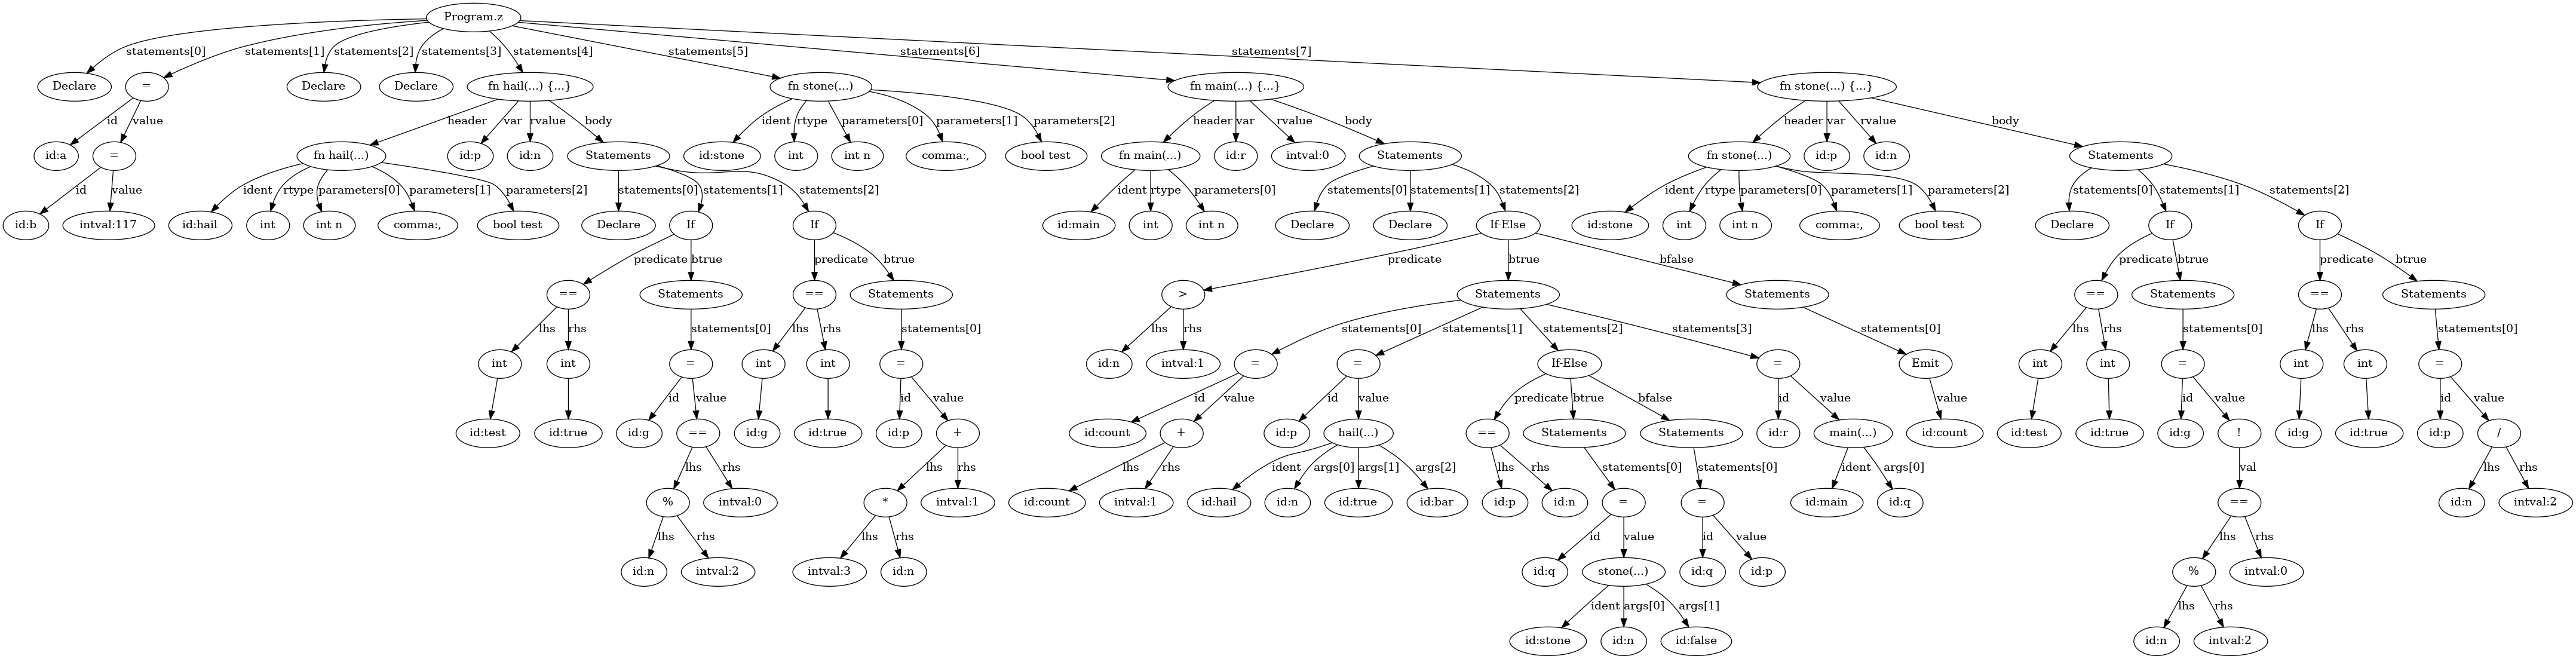 Program.z
statements[0] statements[1] statements[2] statements[3] statements[4] statements[5] statements[6] statements[7]
Declare = Declare Declare fn hail(...) {...} fn stone(...) fn main(...) {...} fn stone(...) {...}
id value header var rvalue body ident rtype parameters[0] parameters[1] parameters[2] header var rvalue body header var rvalue body
id:a = fn hail(...) id:p id:n Statements id:stone int int n comma:, bool test fn main(...) id:r intval:0 Statements fn stone(...) id:p id:n Statements
id value ident rtype parameters[0] parameters[1] parameters[2] statements[0] statements[1] statements[2] ident rtype parameters[0] statements[0] statements[1] statements[2] ident rtype parameters[0] parameters[1] parameters[2] statements[0] statements[1] statements[2]
id:b intval:117 id:hail int int n comma:, bool test Declare If If id:main int int n Declare Declare If-Else id:stone int int n comma:, bool test Declare If If
predicate btrue predicate btrue predicate btrue bfalse predicate btrue predicate btrue
== Statements == Statements > Statements Statements == Statements == Statements
lhs rhs statements[0] lhs rhs statements[0] lhs rhs statements[0] statements[1] statements[2] statements[3] statements[0] lhs rhs statements[0] lhs rhs statements[0]
int int = int int = id:n intval:1 = = If-Else = Emit int int = int int =
id value id value id value id value predicate btrue bfalse id value value id value id value
id:test id:true id:g == id:g id:true id:p + id:count + id:p hail(...) == Statements Statements id:r main(...) id:count id:test id:true id:g ! id:g id:true id:p /
lhs rhs lhs rhs lhs rhs ident args[0] args[1] args[2] lhs rhs statements[0] statements[0] ident args[0] val lhs rhs
% intval:0 * intval:1 id:count intval:1 id:hail id:n id:true id:bar id:p id:n = = id:main id:q == id:n intval:2
lhs rhs lhs rhs id value id value lhs rhs
id:n intval:2 intval:3 id:n id:q stone(...) id:q id:p % intval:0
ident args[0] args[1] lhs rhs
id:stone id:n id:false id:n intval:2